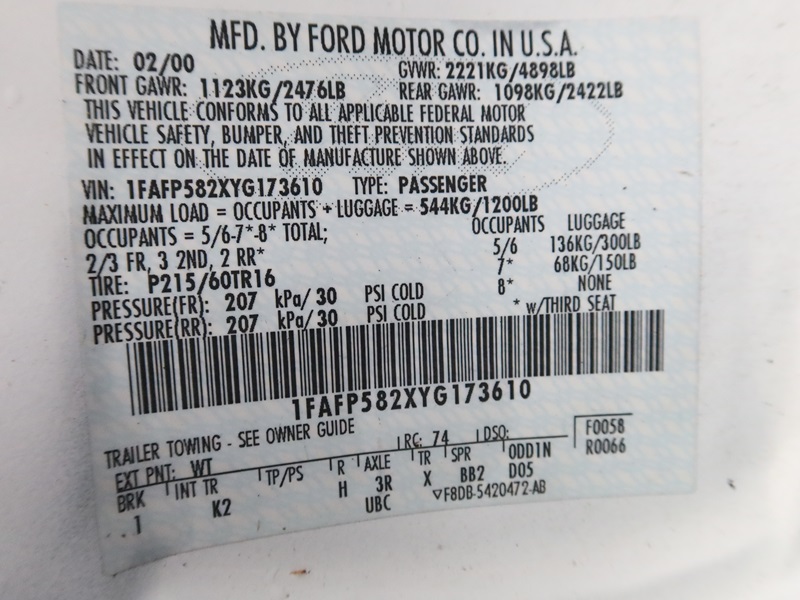 MFD. BY FORD MOTOR CO. IN U.S.A.
DATE: 02/00 GVWR: 2221KG/4898LB
FRONT GAWR: 1123KG/2476LB REAR GAWR: 1098KG/2422LB
THIS VEHICLE CONFORMS TO ALL APPLICABLE FEDERAL MOTOR
VEHICLE SAFETY, BUMPER, AND THEFT PREVENTION STANDARDS
IN EFFECT ON THE DATE OF MANUFACTURE SHOWN ABOVE.
VIN: 1FAFP582XYG173610 TYPE: PASSENGER
MAXIMUM LOAD = OCCUPANTS + LUGGAGE = 544KG/1200LB
OCCUPANTS = 5/6-7*-8* TOTAL; OCCUPANTS LUGGAGE
2/3 FR, 3 2ND, 2 RR* 5/6 136KG/300LB
TIRE: P215/60TR16 7* 68KG/150LB
PRESSURE(FR): 207 kPa/30 PSI COLD 8* NONE
PRESSURE(RR): 207 kPa/30 PSI COLD * w/THIRD SEAT
1FAFP582XYG173610
TRAILER TOWING - SEE OWNER GUIDE
EXT PNT: WT RC: 74 DSO: F0058
R0066
BRK INT TR TP/PS R AXLE TR SPR ODD1N
1 K2 H 3R X BB2 D05
UBC ▽F8DB-5420472-AB